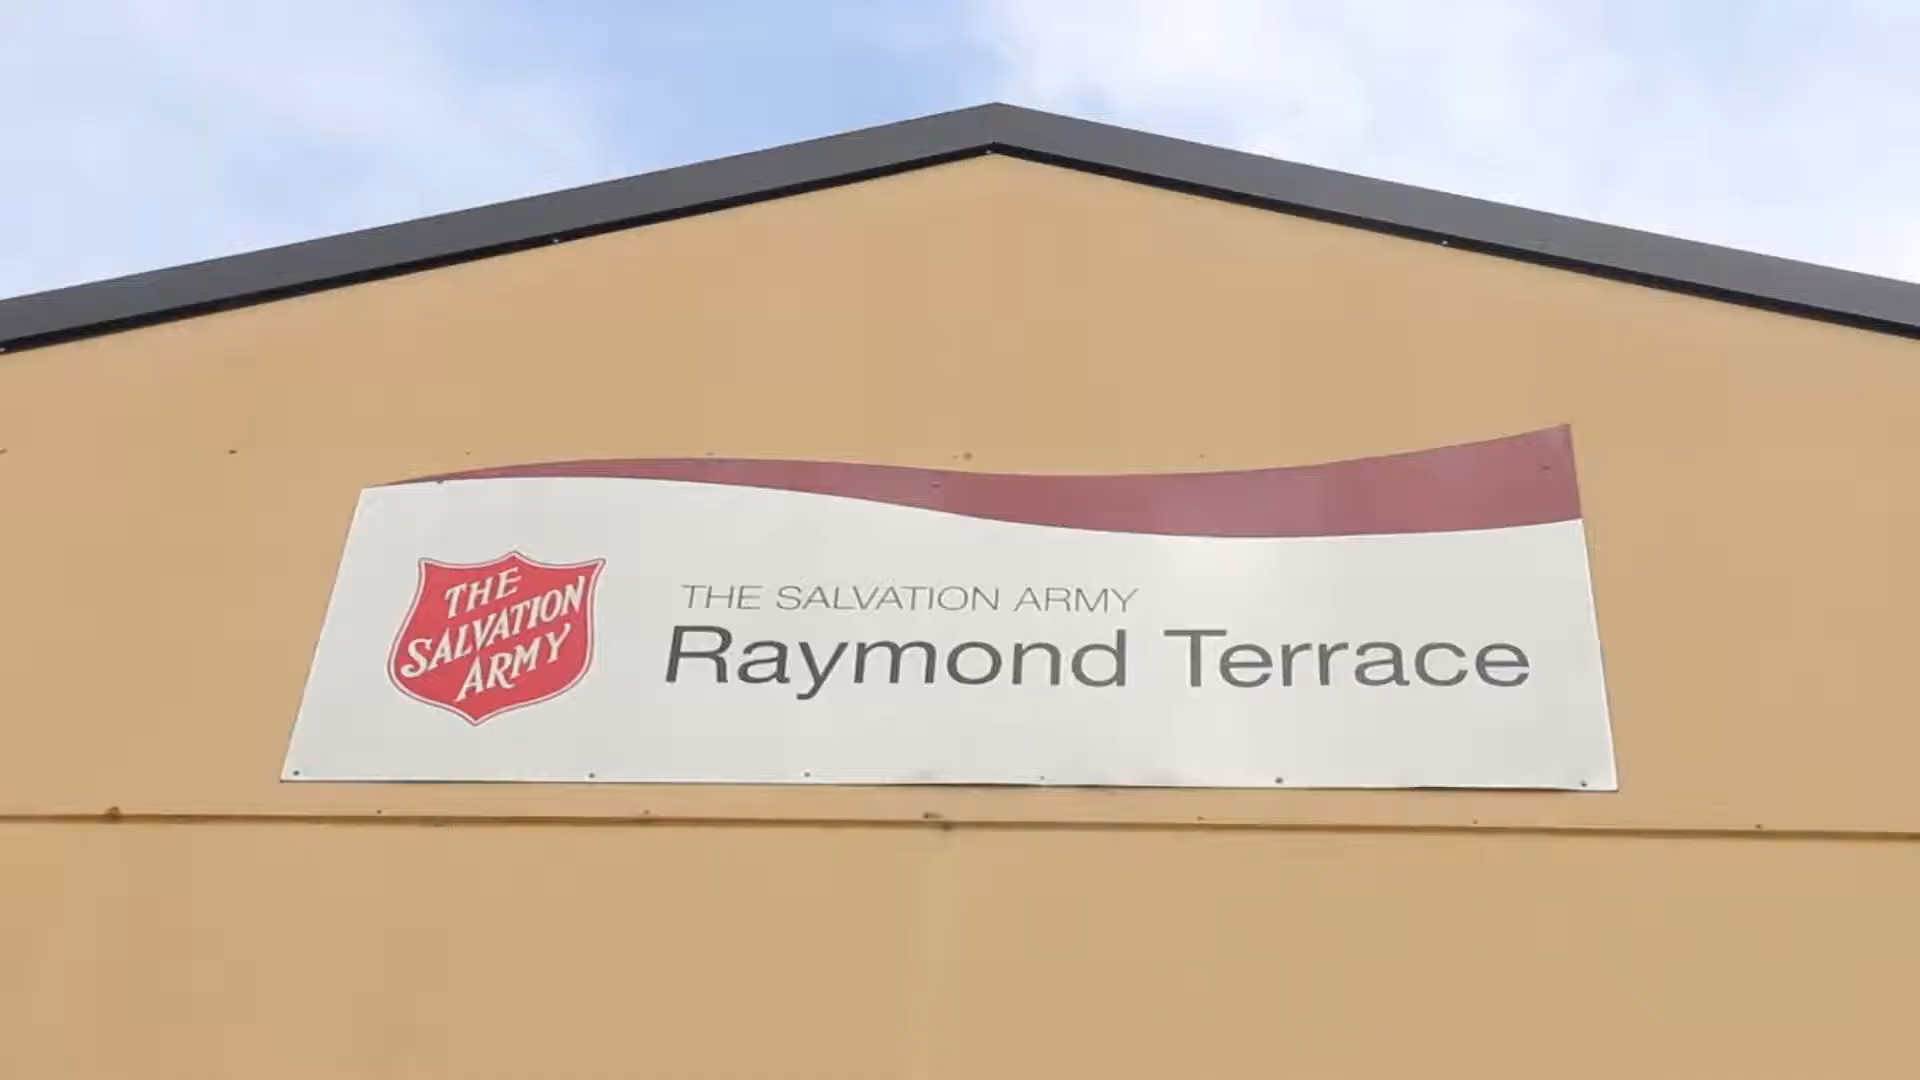 THE
SALVATION
ARMY
THE SALVATION ARMY
Raymond Terrace